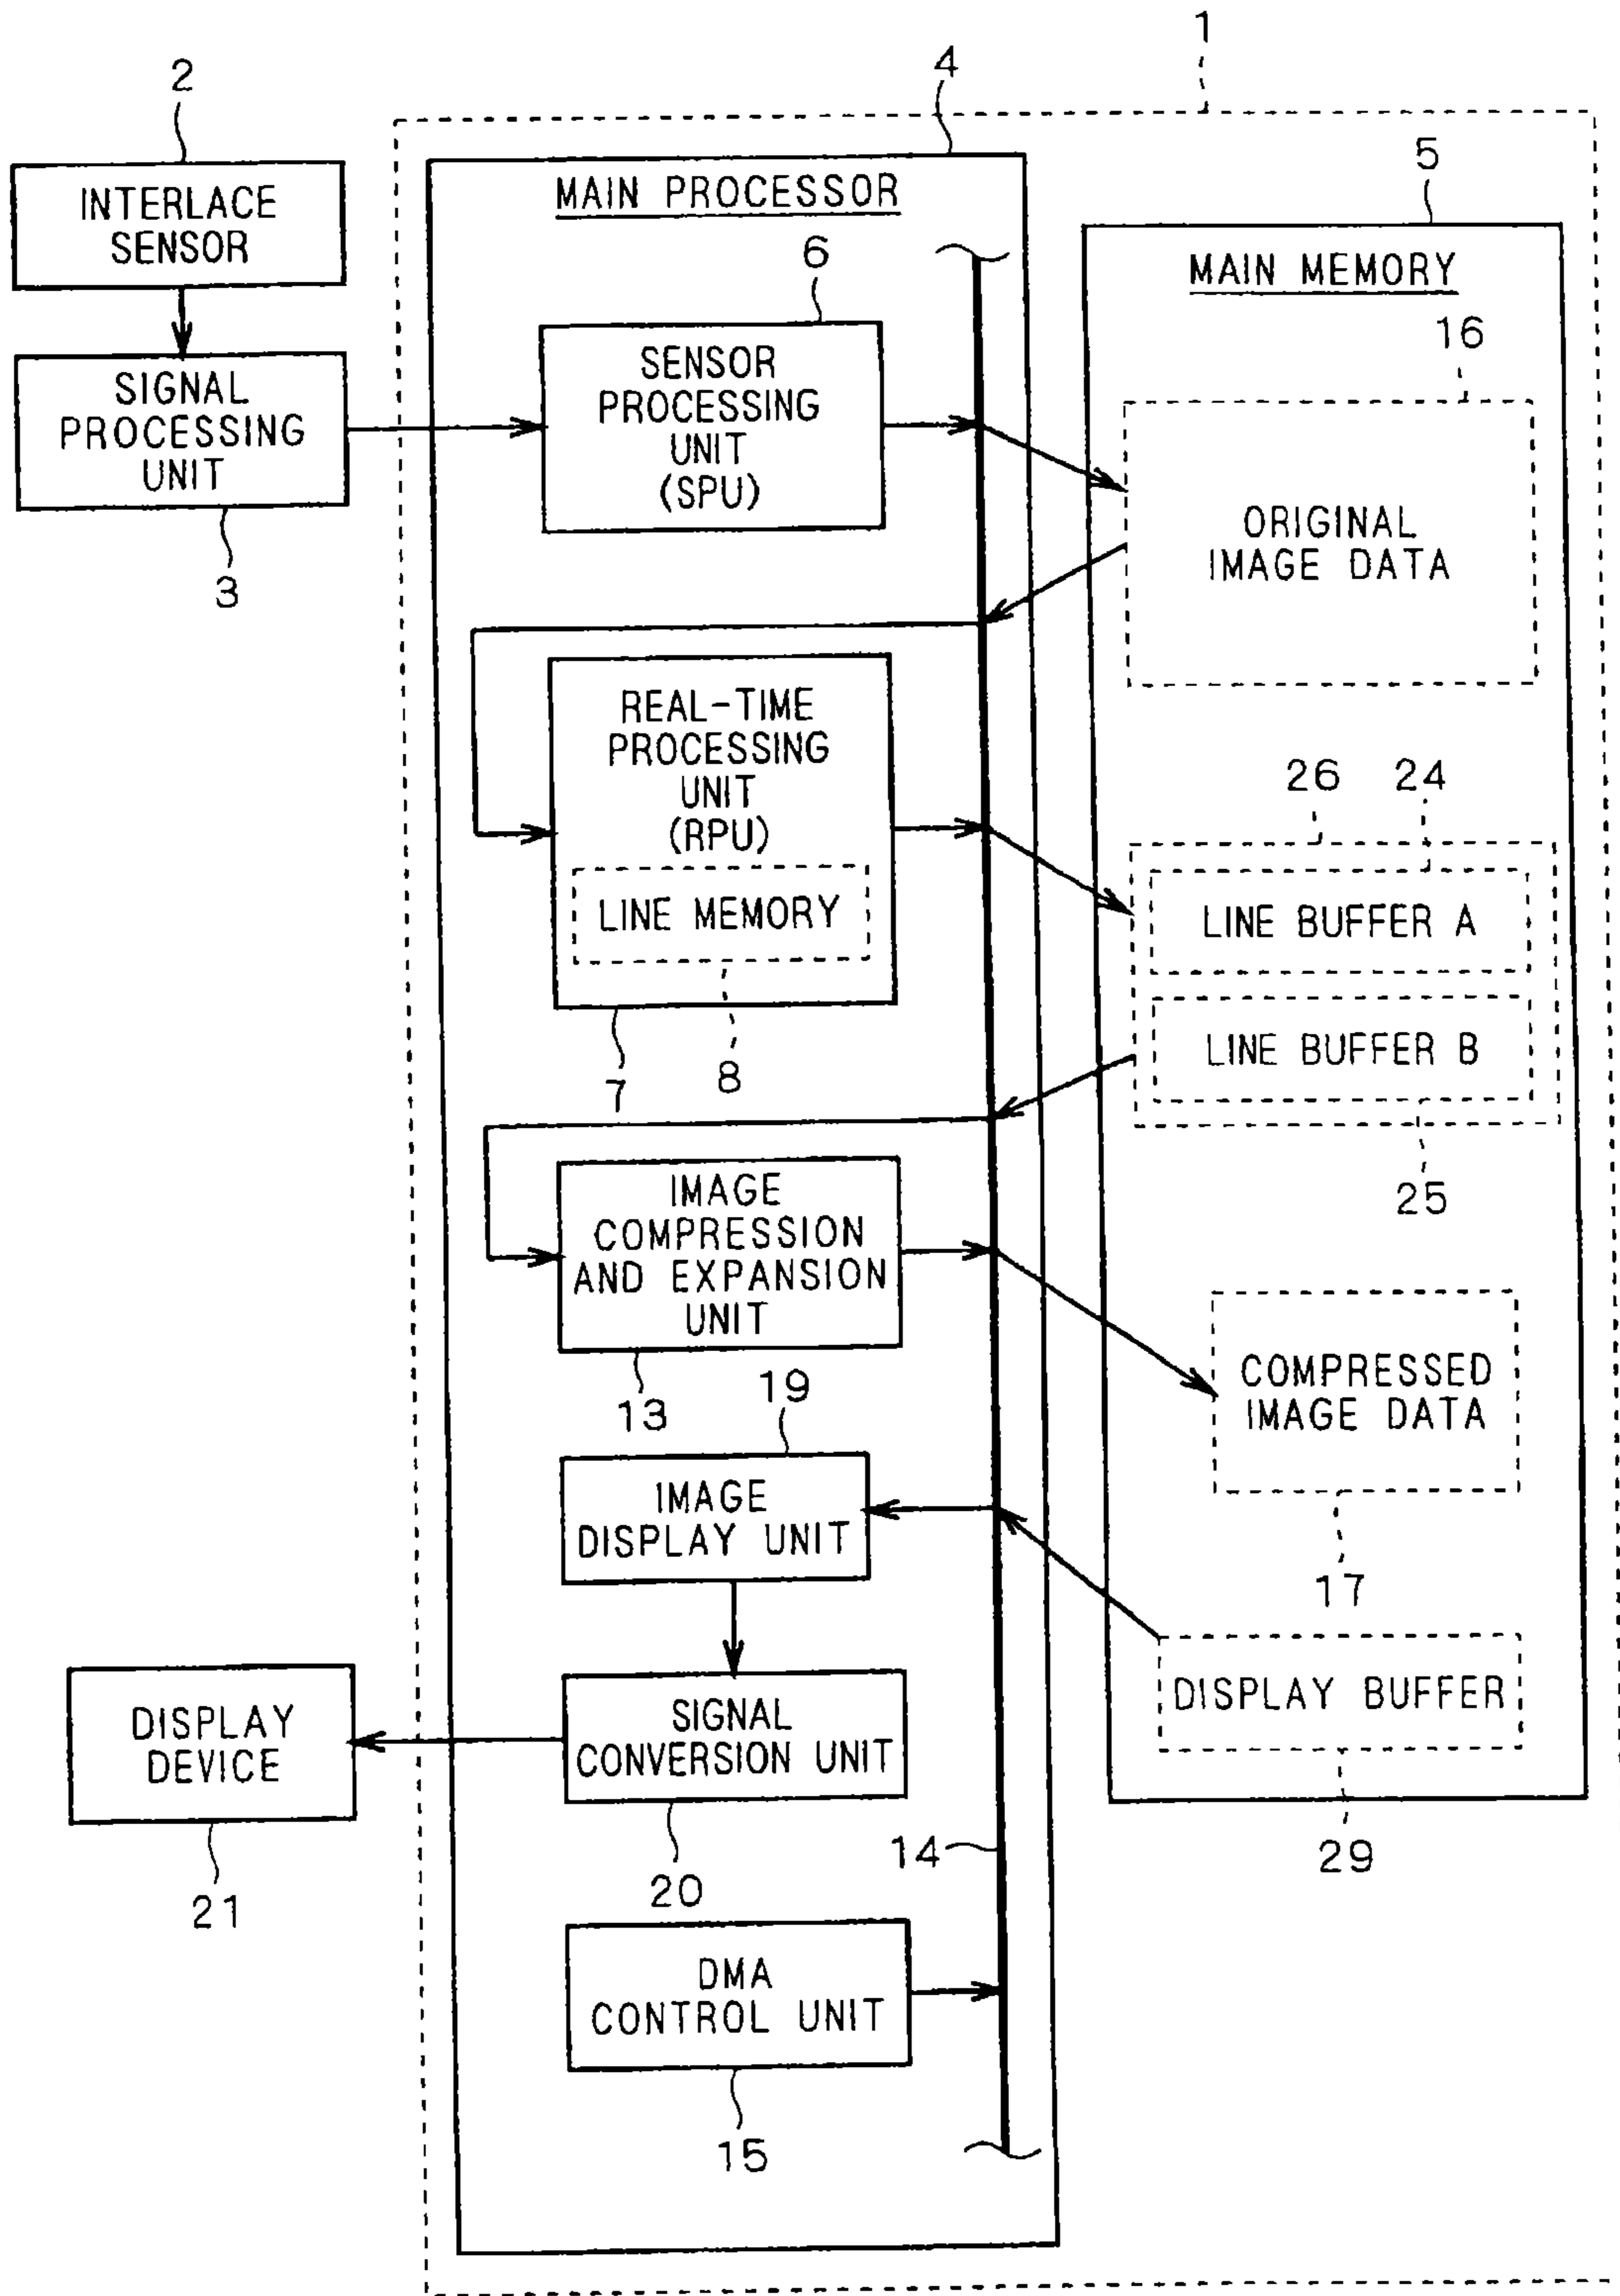 1
2
4
INTERLACE
SENSOR
MAIN PROCESSOR
5
MAIN MEMORY
6
SIGNAL
PROCESSING
UNIT
3
SENSOR
PROCESSING
UNIT
(SPU)
16
ORIGINAL
IMAGE DATA
REAL-TIME
PROCESSING
UNIT
(RPU)
LINE MEMORY
7
8
26
24
LINE BUFFER A
LINE BUFFER B
25
IMAGE
COMPRESSION
AND EXPANSION
UNIT
13
COMPRESSED
IMAGE DATA
17
19
IMAGE
DISPLAY UNIT
DISPLAY BUFFER
29
DISPLAY
DEVICE
21
SIGNAL
CONVERSION UNIT
20
14
DMA
CONTROL UNIT
15